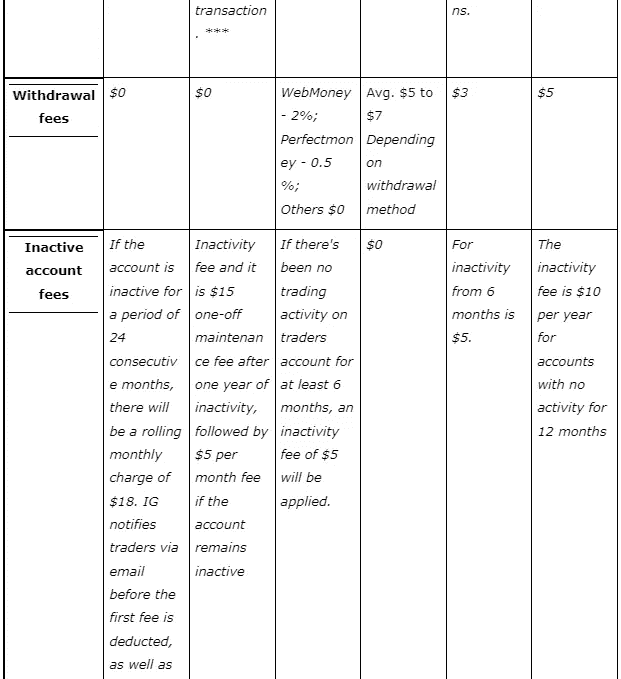 transaction
. ***
ns.
Withdrawal
fees
$0
$0
WebMoney
- 2%;
Perfectmon
ey - 0.5
%;
Others $0
Avg. $5 to
$7
Depending
on
withdrawal
method
$3
$5
Inactive
account
fees
If the
account is
inactive for
a period of
24
consecutiv
e months,
there will
be a rolling
monthly
charge of
$18. IG
notifies
traders via
email
before the
first fee is
deducted,
as well as
Inactivity
fee and it
is $15
one-off
maintenan
ce fee after
one year of
inactivity,
followed by
$5 per
month fee
if the
account
remains
inactive
If there's
been no
trading
activity on
traders
account for
at least 6
months, an
inactivity
fee of $5
will be
applied.
$0
For
inactivity
from 6
months is
$5.
The
inactivity
fee is $10
per year
for
accounts
with no
activity for
12 months